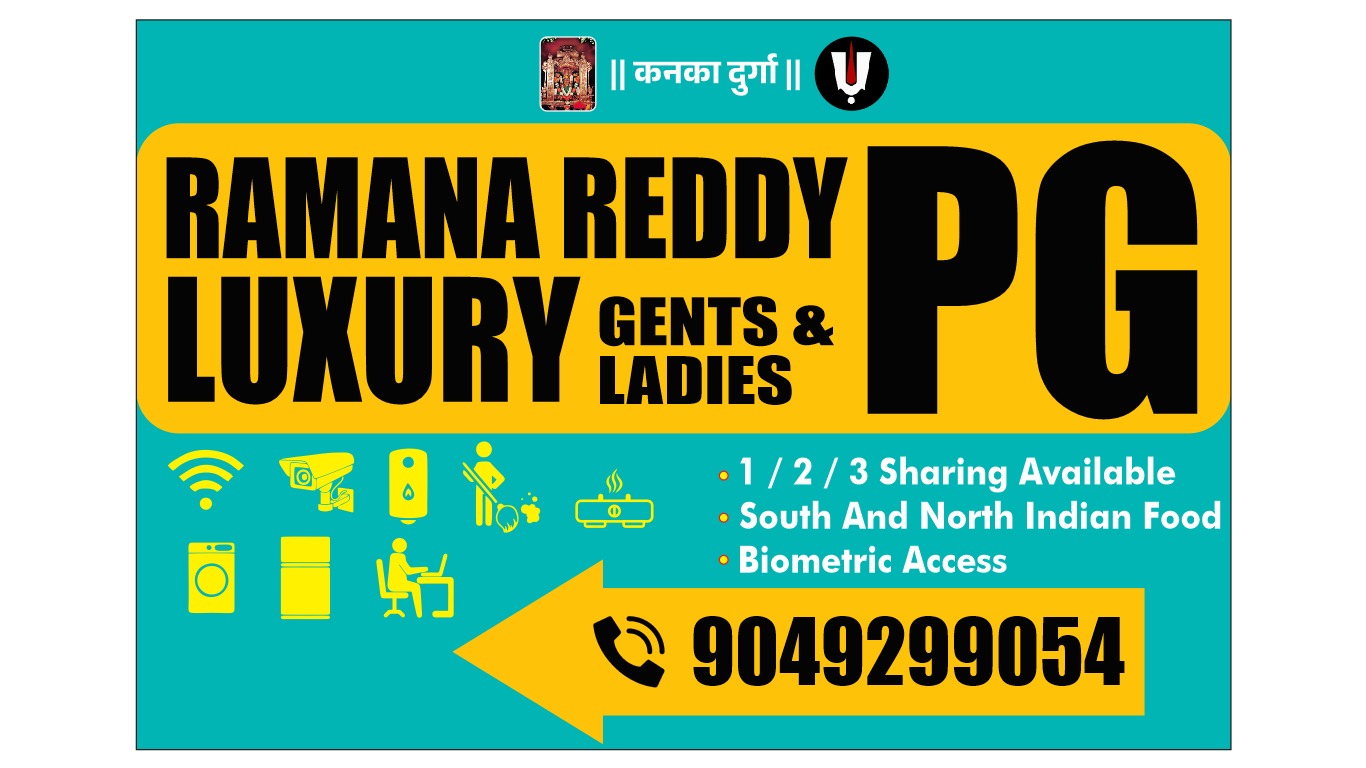 || कनका दुर्गा ||
RAMANA REDDY
LUXURY
GENTS &
LADIES
PG
1 / 2 / 3 Sharing Available
South And North Indian Food
Biometric Access
9049299054